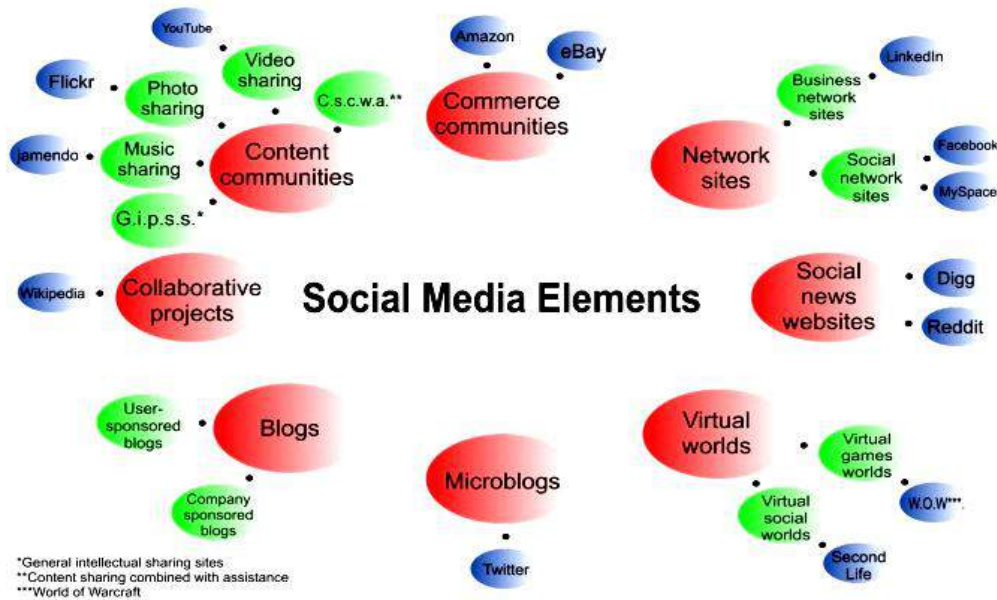 YouTube
Flickr
Photo
sharing
Video
sharing
C.s.c.w.a.**
jamendo
Music
sharing
Content
communities
G.i.p.s.s.*
Amazon
eBay
Commerce
communities
LinkedIn
Business
network
sites
Network
sites
Social
network
sites
Facebook
MySpace
Wikipedia
Collaborative
projects
Social Media Elements
Social
news
websites
Digg
Reddit
User-
sponsored
blogs
Blogs
Company
sponsored
blogs
Microblogs
Twitter
Virtual
worlds
Virtual
games
worlds
W.O.W***.
Virtual
social
worlds
Second
Life
*General intellectual sharing sites
**Content sharing combined with assistance
***World of Warcraft